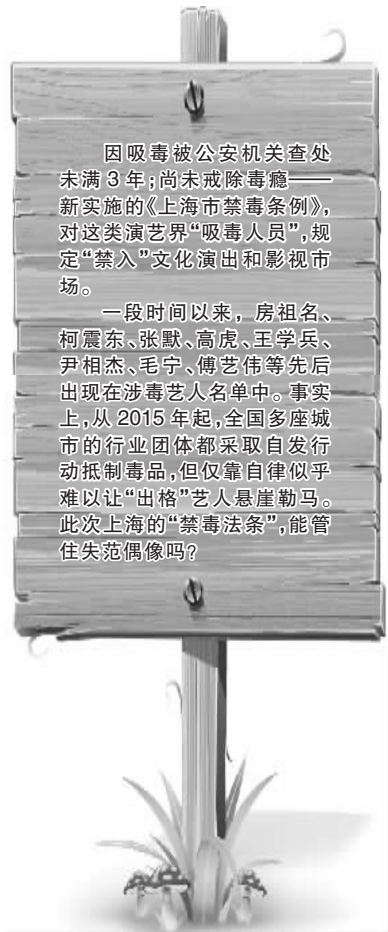 因吸毒被公安机关查处
未满3年;尚未戒除毒瘾——
新实施的《上海市禁毒条例》,
对这类演艺界“吸毒人员”,规
定“禁入”文化演出和影视市
场。
一段时间以来，房祖名、
柯震东、张默、高虎、王学兵、
尹相杰、毛宁、傅艺伟等先后
出现在涉毒艺人名单中。事实
上,从2015年起,全国多座城
市的行业团体都采取自发行
动抵制毒品,但仅靠自律似乎
难以让“出格”艺人悬崖勒马。
此次上海的“禁毒法条”,能管
住失范偶像吗?